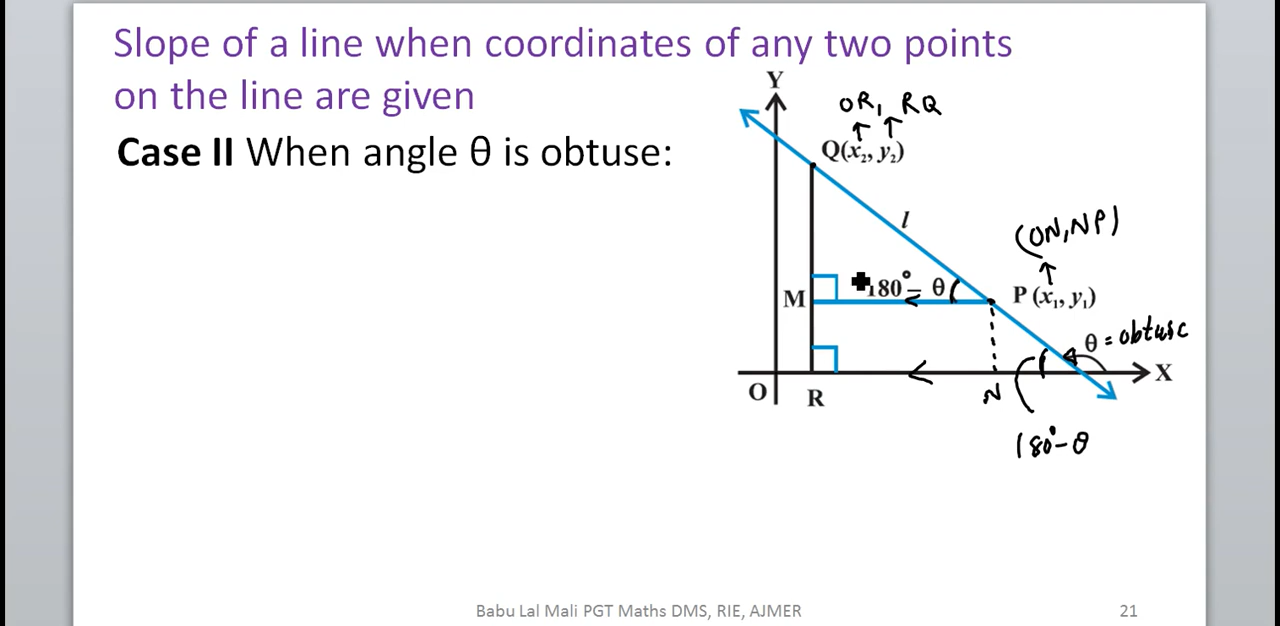 Slope of a line when coordinates of any two points
on the line are given
Case II When angle θ is obtuse:
Y
OR, RQ
Q(x₂, y₂)
l
(ON, NP)
M
180° – θ
P (x₁, y₁)
θ = obtuse
X
O
R
N
180° – θ
Babu Lal Mali PGT Maths DMS, RIE, AJMER
21